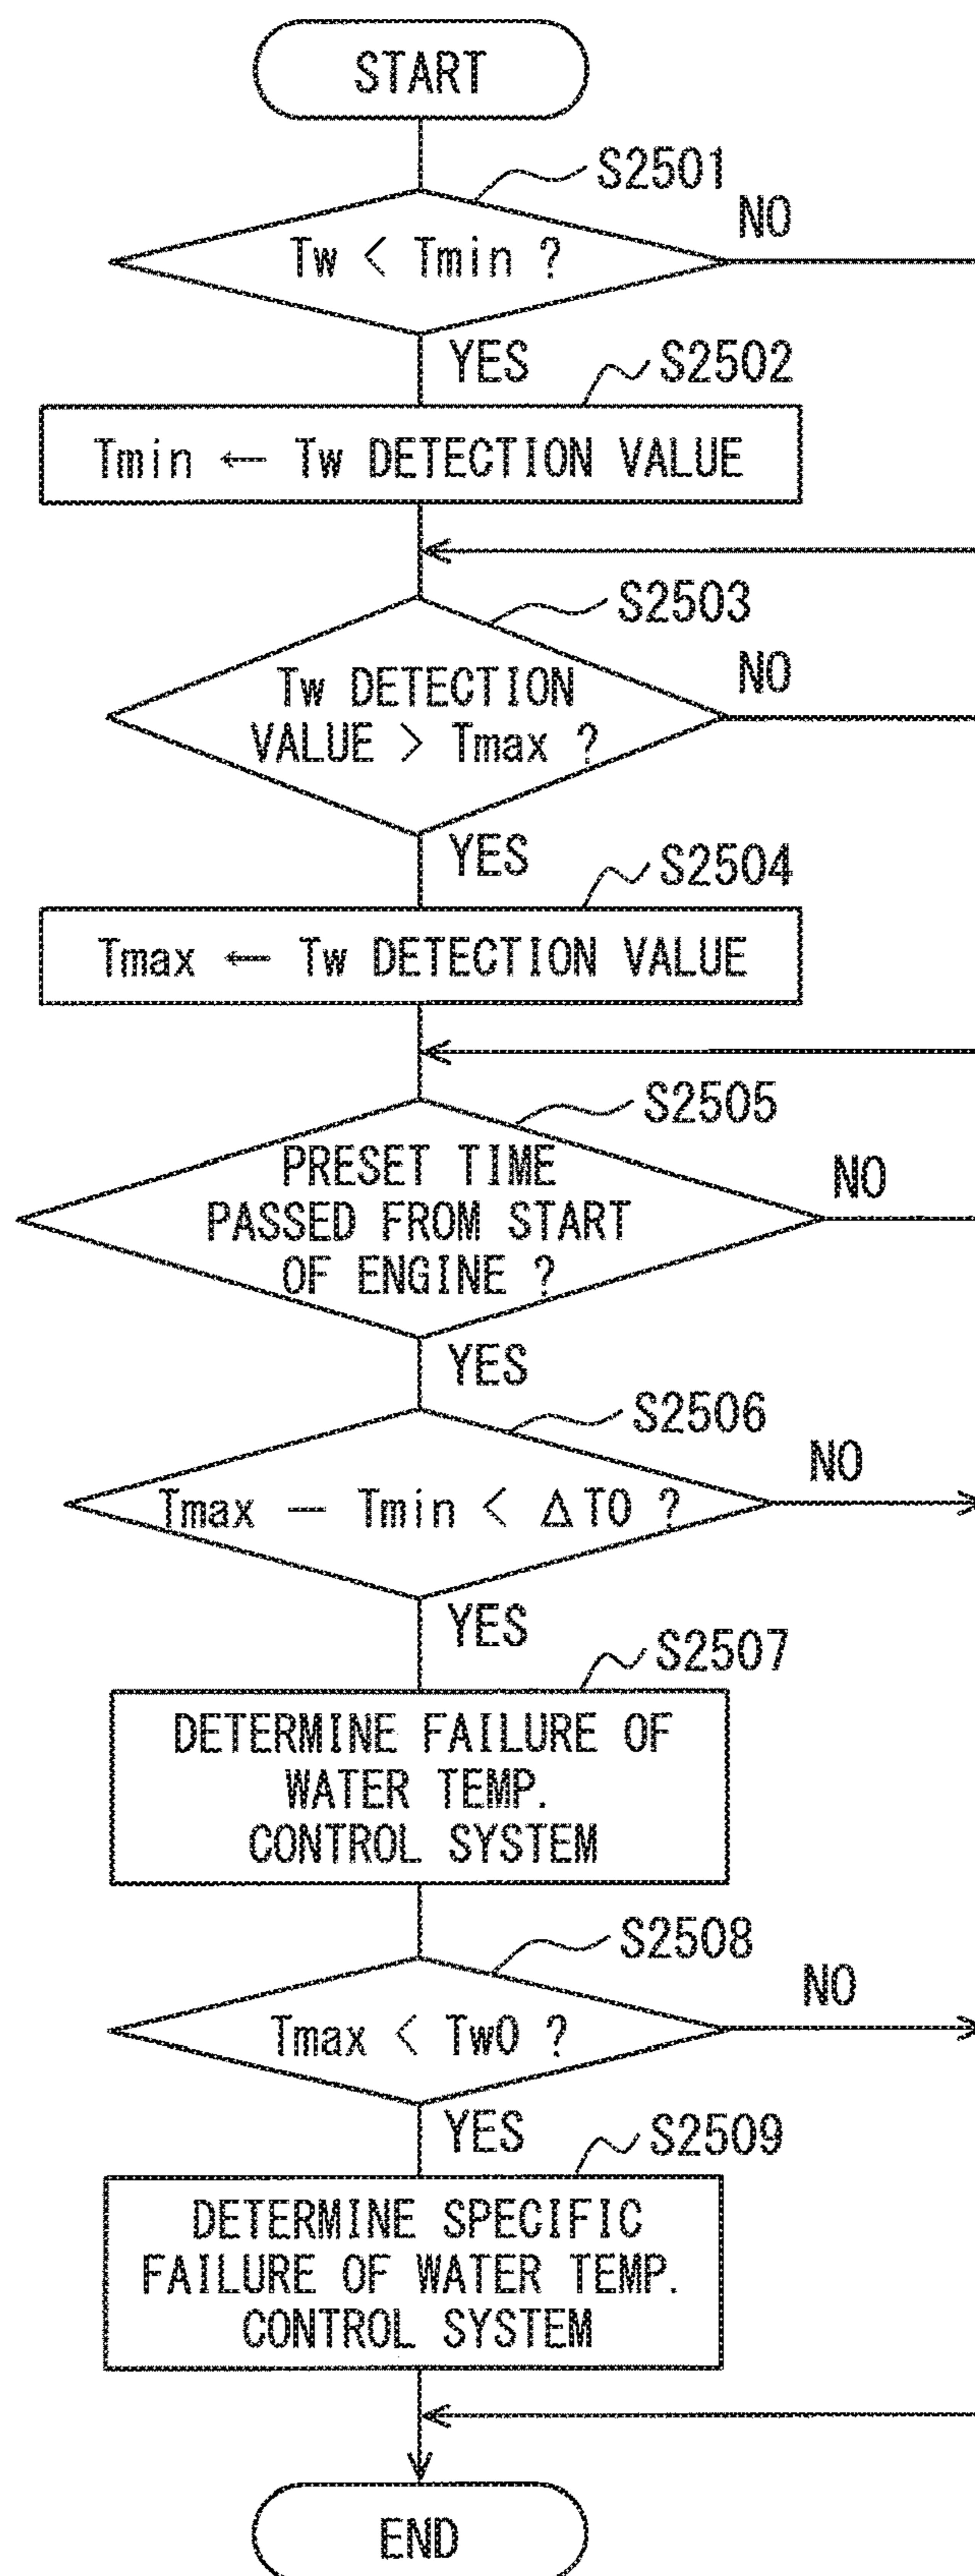 START
S2501
Tw < Tmin ?
NO
YES
S2502
Tmin ← Tw DETECTION VALUE
S2503
Tw DETECTION
VALUE > Tmax ?
NO
YES
S2504
Tmax ← Tw DETECTION VALUE
S2505
PRESET TIME
PASSED FROM START
OF ENGINE ?
NO
YES
S2506
Tmax – Tmin < ΔT0 ?
NO
YES
S2507
DETERMINE FAILURE OF
WATER TEMP.
CONTROL SYSTEM
S2508
Tmax < Tw0 ?
NO
YES
S2509
DETERMINE SPECIFIC
FAILURE OF WATER TEMP.
CONTROL SYSTEM
END